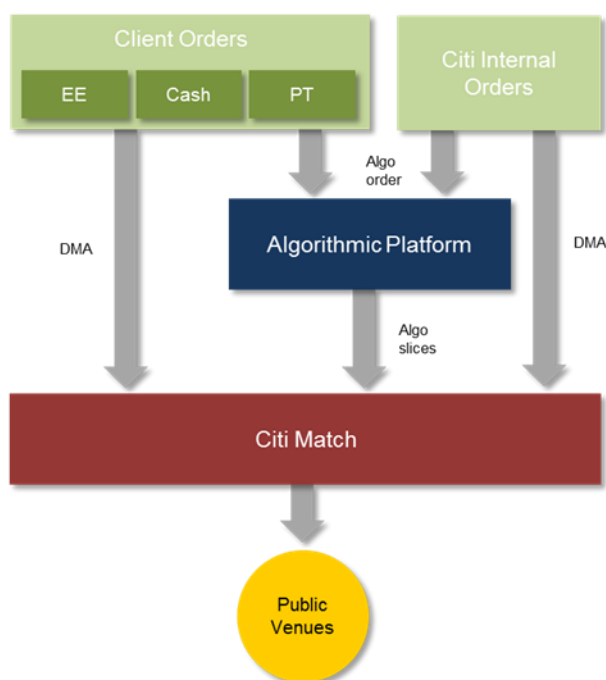 Client Orders
EE
Cash
PT
Citi Internal
Orders
Algo
order
DMA
Algorithmic Platform
DMA
Algo
slices
Citi Match
Public
Venues